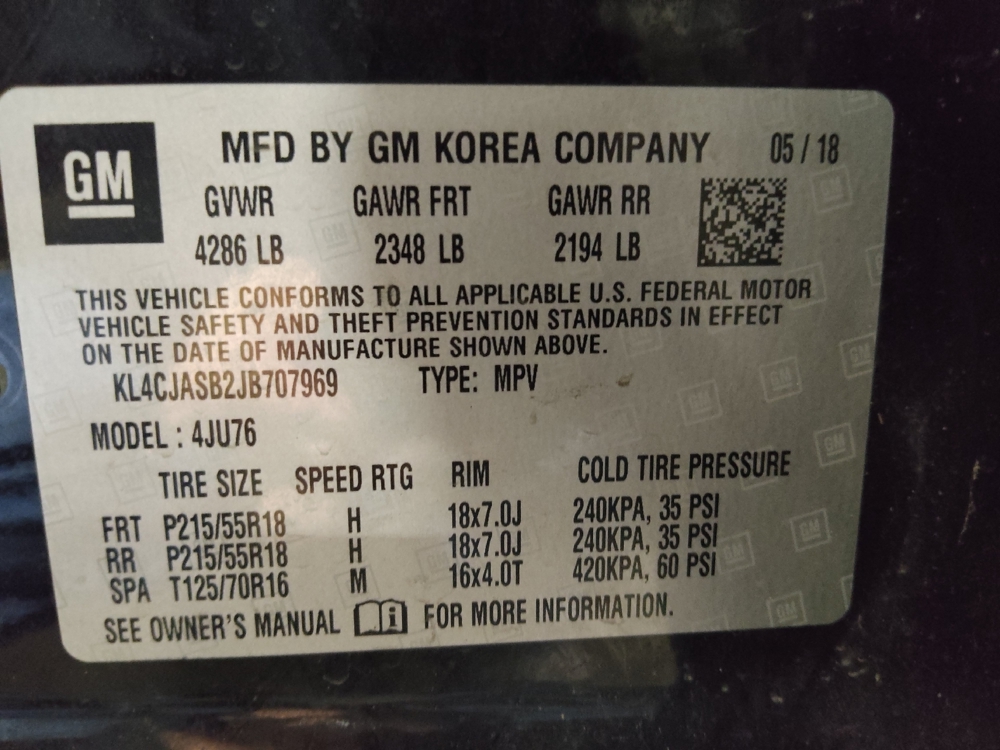 GM
MFD BY GM KOREA COMPANY 05 / 18
GVWR GAWR FRT GAWR RR
4286 LB 2348 LB 2194 LB
THIS VEHICLE CONFORMS TO ALL APPLICABLE U.S. FEDERAL MOTOR
VEHICLE SAFETY AND THEFT PREVENTION STANDARDS IN EFFECT
ON THE DATE OF MANUFACTURE SHOWN ABOVE.
KL4CJASB2JB707969 TYPE: MPV
MODEL : 4JU76
TIRE SIZE SPEED RTG RIM COLD TIRE PRESSURE
FRT P215/55R18 H 18x7.0J 240KPA, 35 PSI
RR P215/55R18 H 18x7.0J 240KPA, 35 PSI
SPA T125/70R16 M 16x4.0T 420KPA, 60 PSI
SEE OWNER'S MANUAL i FOR MORE INFORMATION.